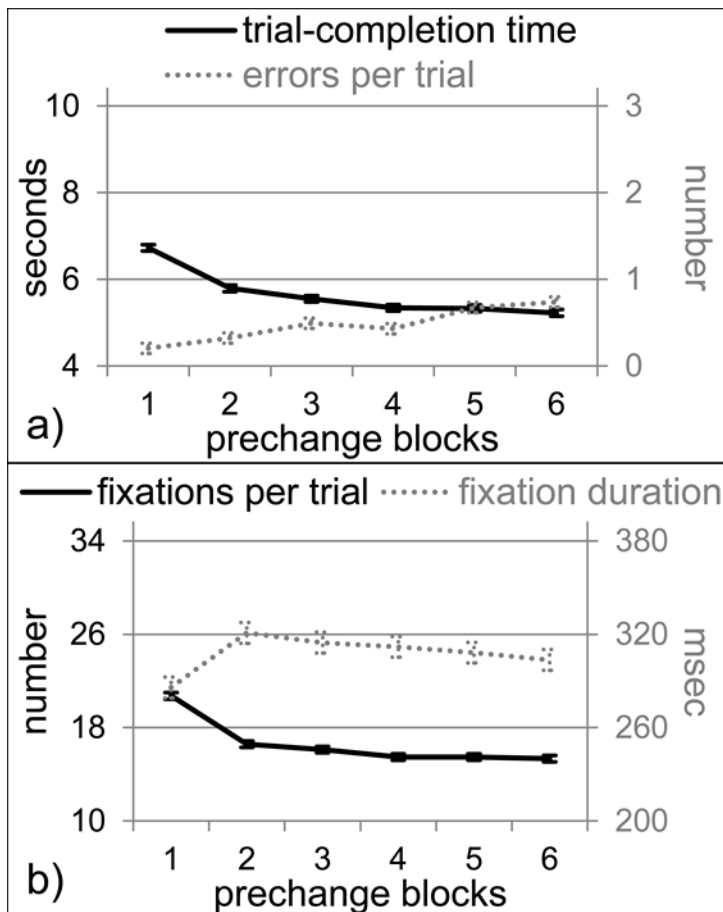 trial-completion time
errors per trial
10
8
6
4
seconds
3
2
1
0
number
1 2 3 4 5 6
prechange blocks
a)
fixations per trial fixation duration
34
26
18
10
number
380
320
260
200
msec
1 2 3 4 5 6
prechange blocks
b)